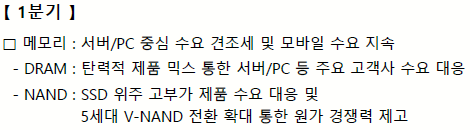 【 1분기 】
□ 메모리 : 서버/PC 중심 수요 견조세 및 모바일 수요 지속
- DRAM : 탄력적 제품 믹스 통한 서버/PC 등 주요 고객사 수요 대응
- NAND : SSD 위주 고부가 제품 수요 대응 및
5세대 V-NAND 전환 확대 통한 원가 경쟁력 제고